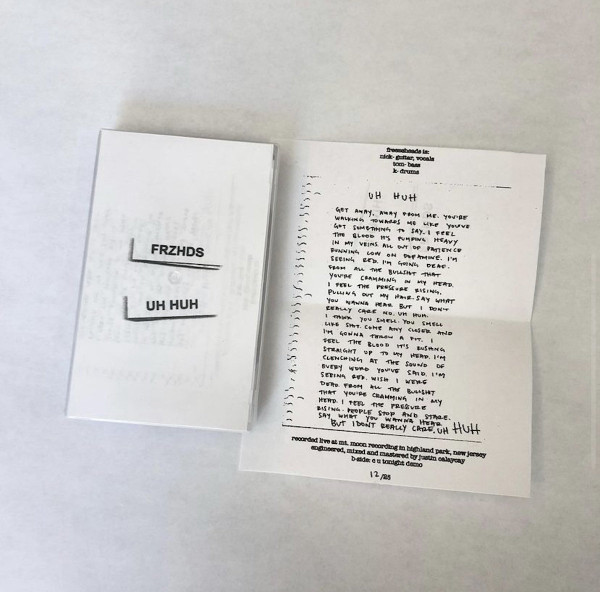 FRZHDS
UH HUH
freezeheads is:
nick- guitar, vocals
tom- bass
k- drums
UH HUH
GET AWAY, AWAY FROM ME. YOU'RE
WALKING TOWARDS ME LIKE YOU'VE
GOT SOMETHING TO SAY. I FEEL
THE BLOOD IT'S PUMPING HEAVY
IN MY VEINS ALL OUT OF PATIENCE
RUNNING LOW ON DOPAMINE. I'M
SEEING RED. I'M GOING DEAF.
FROM ALL THE BULLSHIT THAT
YOU'RE CRAMMING IN MY HEAD.
I FEEL THE PRESSURE RISING.
PULLING OUT MY HAIR. SAY WHAT
YOU WANNA HEAR BUT I DON'T
REALLY CARE NO. UH HUH.
I THINK YOU SMELL. YOU SMELL
LIKE SHIT. COME ANY CLOSER AND
I'M GONNA THROW A FIT. I
FEEL THE BLOOD IT'S RUSHING
STRAIGHT UP TO MY HEAD. I'M
CLENCHING AT THE SOUND OF
EVERY WORD YOU'VE SAID. I'M
SEEING RED. WISH I WERE
DEAD FROM ALL THE BULLSHIT
THAT YOU'RE CRAMMING IN MY
HEAD. I FEEL THE PRESSURE
RISING. PEOPLE STOP AND STARE.
SAY WHAT YOU WANNA HEAR
BUT I DONT REALLY CARE. UH HUH
recorded live at mt. moon recording in highland park, new jersey
engineered, mixed and mastered by justin calaycay
b-side: c u tonight demo
12/25